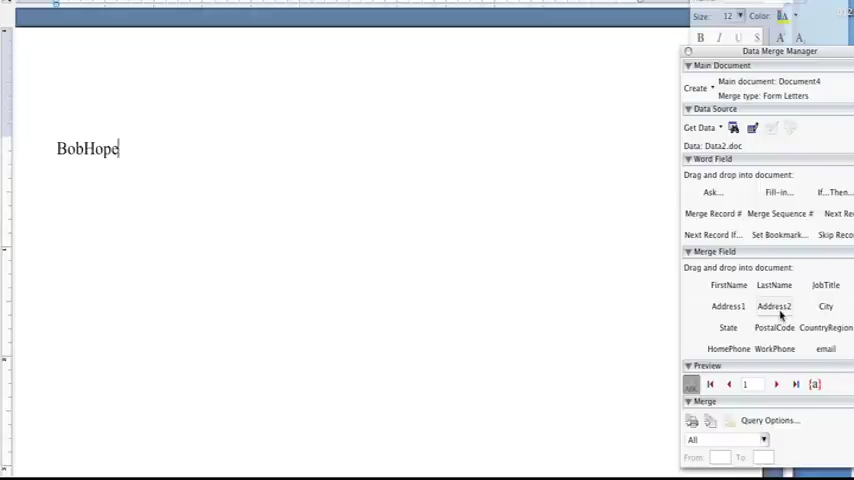 Size: 12 Color:
B I U S A A
Data Merge Manager
Main Document
Main document: Document4
Create
Merge type: Form Letters
Data Source
Get Data
Data: Data2.doc
Word Field
Drag and drop into document:
Ask... Fill-in... If...Then...
Merge Record # Merge Sequence # Next Re
Next Record If... Set Bookmark... Skip Reco
Merge Field
Drag and drop into document:
FirstName LastName JobTitle
Address1 Address2 City
State PostalCode CountryRegion
HomePhone WorkPhone email
Preview
1 {a}
Merge
Query Options...
All
From: To
BobHope